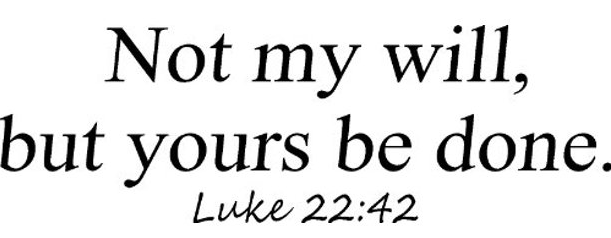 Not my will,
but yours be done.
Luke 22:42